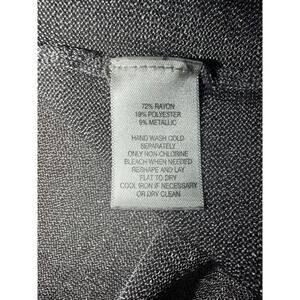 72% RAYON
19% POLYESTER
9% METALLIC
HAND WASH COLD
SEPARATELY
ONLY NON-CHLORINE
BLEACH WHEN NEEDED
RESHAPE AND LAY
FLAT TO DRY
COOL IRON IF NECESSARY
OR DRY CLEAN